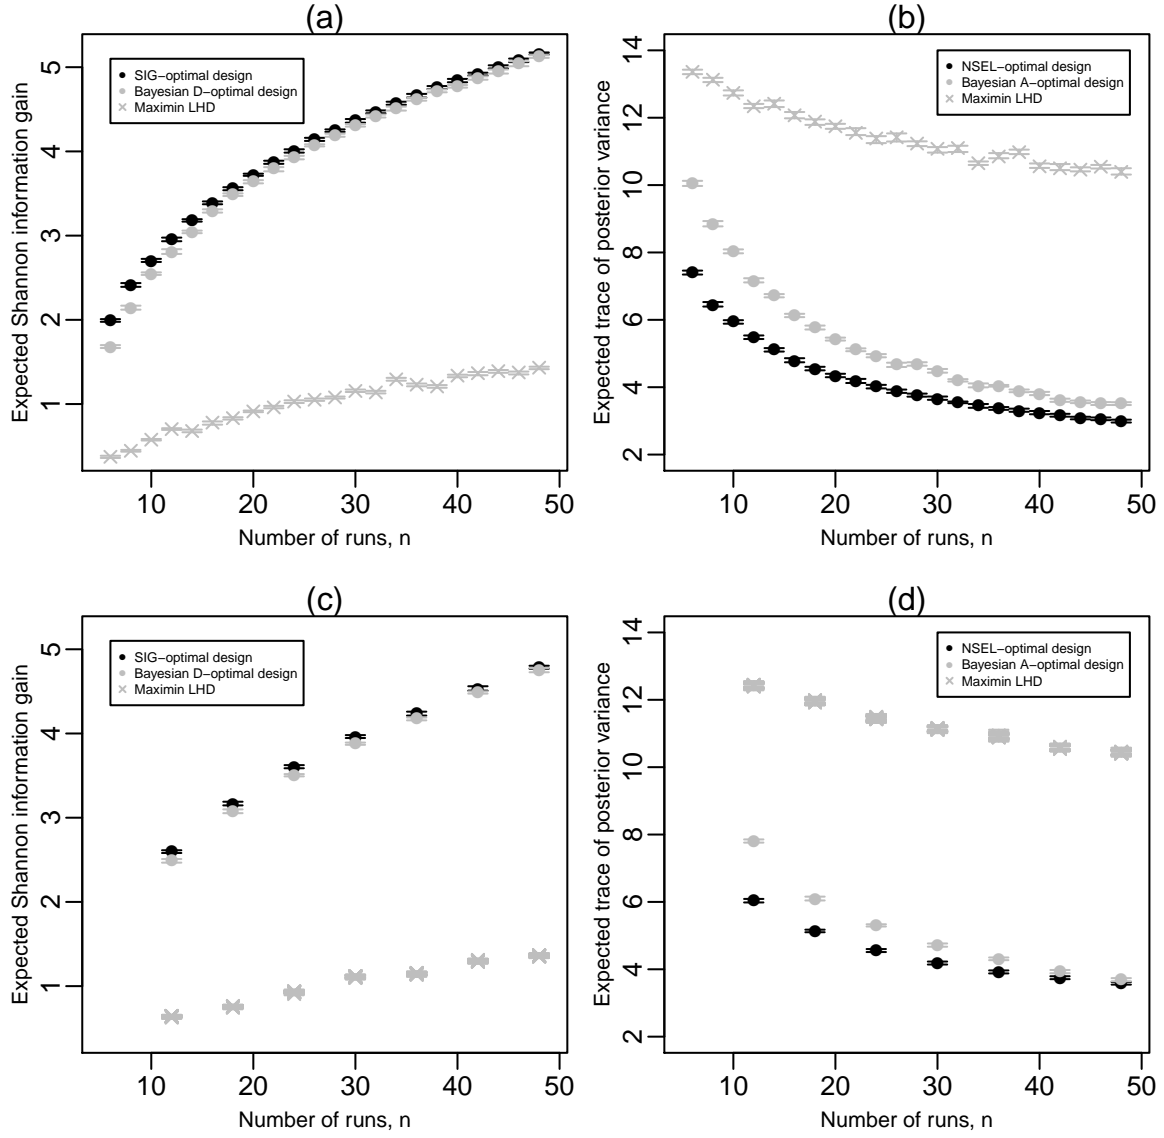 (a)
SIG-optimal design
Bayesian D-optimal design
Maximin LHD
Expected Shannon information gain
5
4
3
2
1
10 20 30 40 50
Number of runs, n
(b)
NSEL-optimal design
Bayesian A-optimal design
Maximin LHD
Expected trace of posterior variance
14
12
10
8
6
4
2
10 20 30 40 50
Number of runs, n
(c)
SIG-optimal design
Bayesian D-optimal design
Maximin LHD
Expected Shannon information gain
5
4
3
2
1
10 20 30 40 50
Number of runs, n
(d)
NSEL-optimal design
Bayesian A-optimal design
Maximin LHD
Expected trace of posterior variance
14
12
10
8
6
4
2
10 20 30 40 50
Number of runs, n